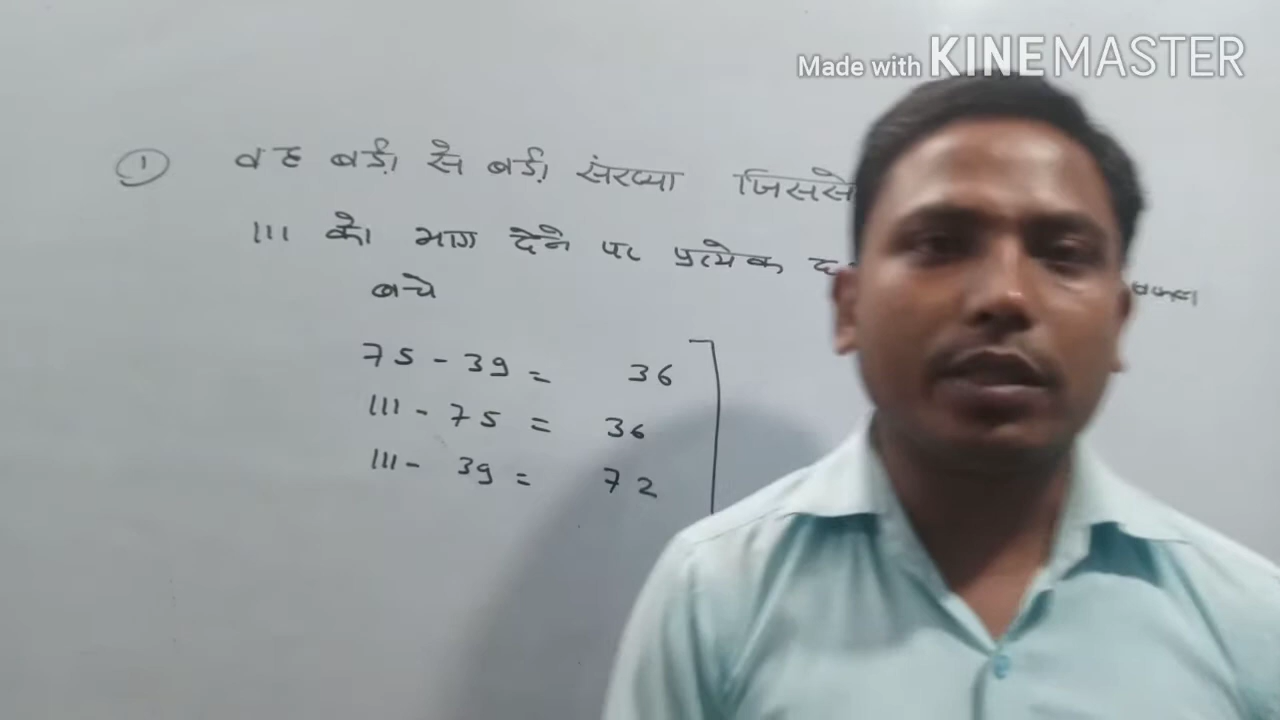 Made with KINEMASTER
① वह बड़ी से बड़ी संख्या जिससे
111 को भाग देने पर प्रत्येक
बचे
75 - 39 = 36
111 - 75 = 36
111 - 39 = 72